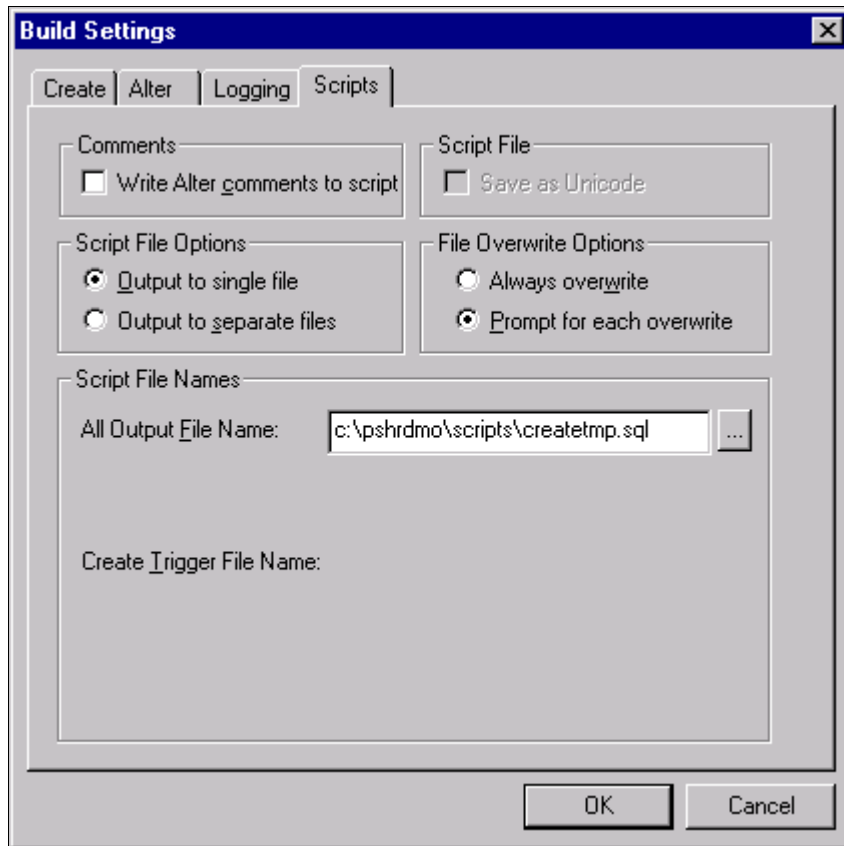 Build Settings
Create Alter Logging Scripts
Comments
Write Alter comments to script
Script File
Save as Unicode
Script File Options
Output to single file
Output to separate files
File Overwrite Options
Always overwrite
Prompt for each overwrite
Script File Names
All Output File Name: c:\pshrdmo\scripts\createtmp.sql ...
Create Trigger File Name:
OK Cancel